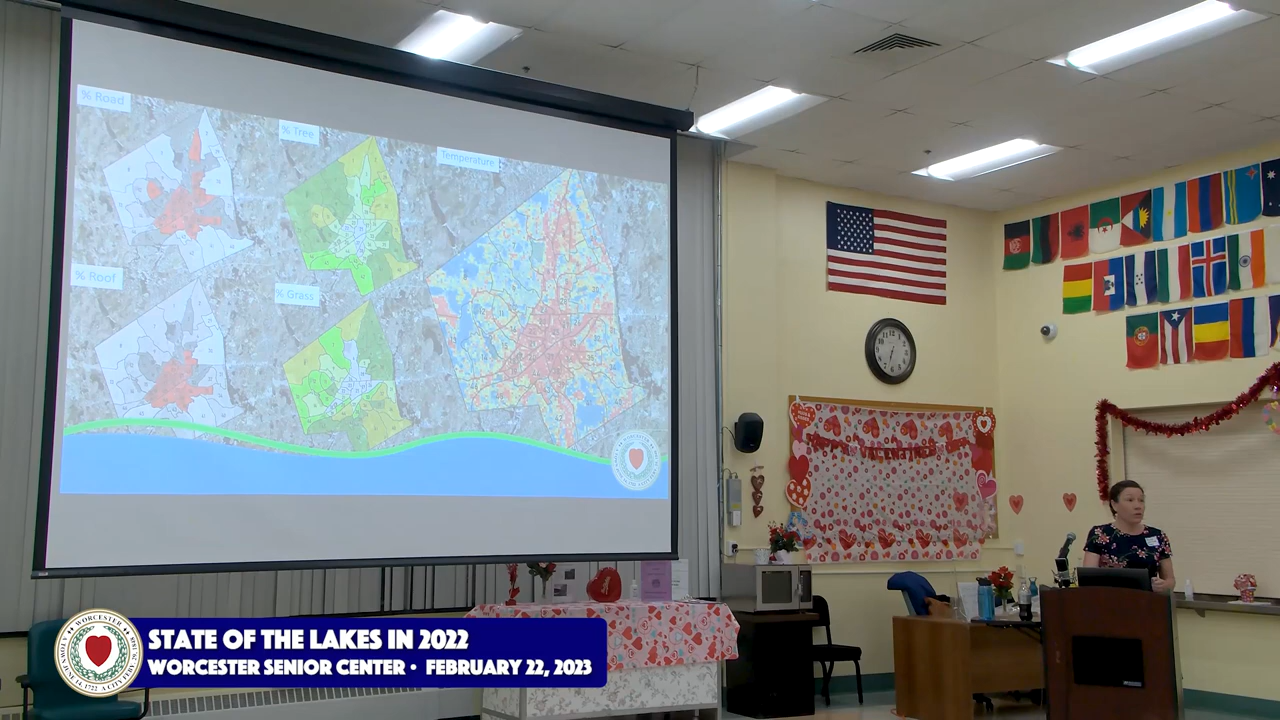 % Road
% Tree
Temperature
% Roof
% Grass
HAPPY VALENTINES
STATE OF THE LAKES IN 2022
WORCESTER SENIOR CENTER • FEBRUARY 22, 2023